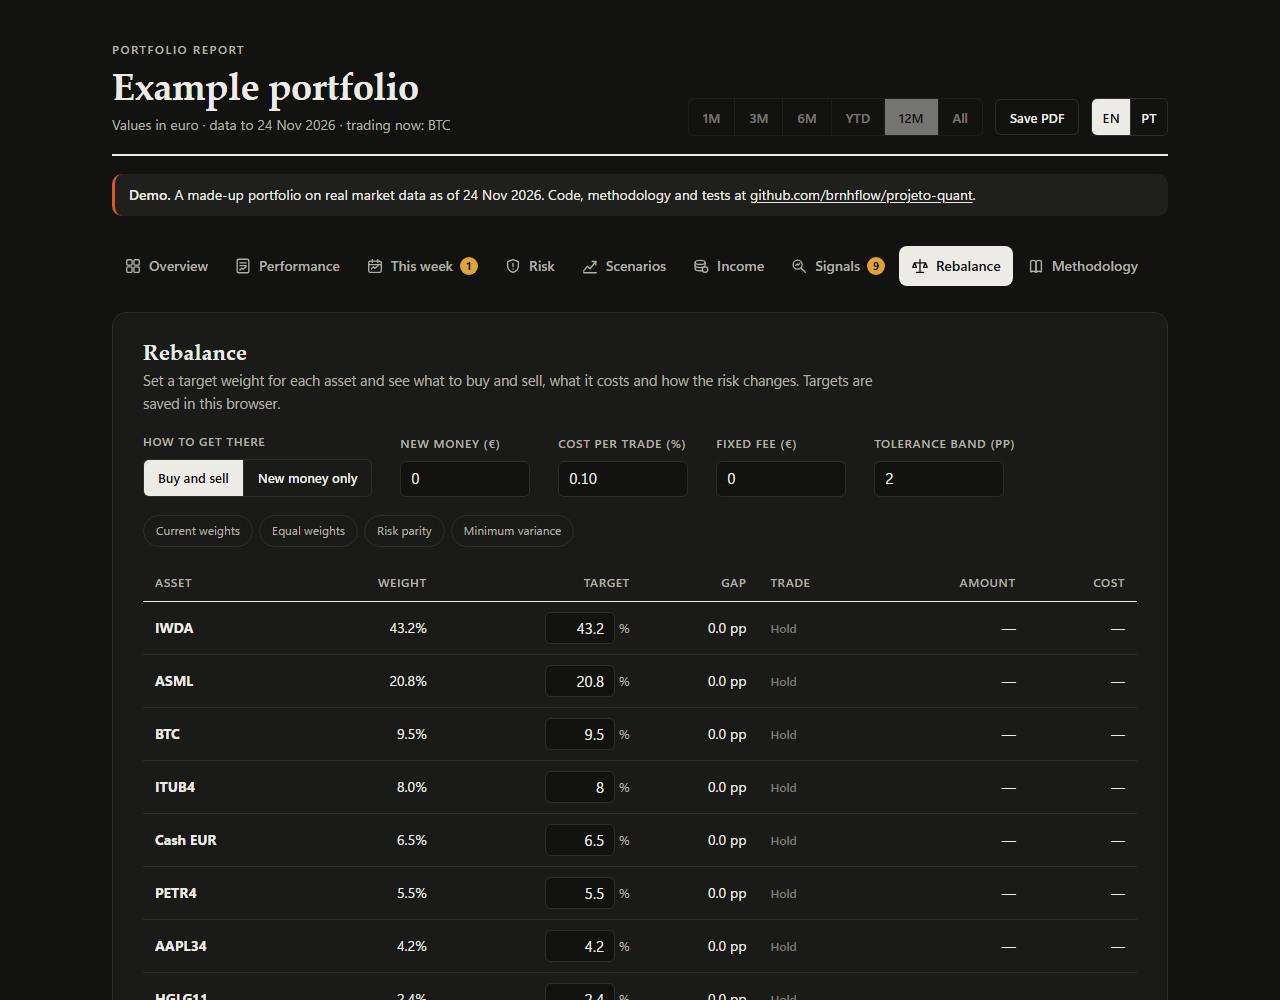 PORTFOLIO REPORT
Example portfolio
Values in euro · data to 24 Nov 2026 · trading now: BTC
1M 3M 6M YTD 12M All Save PDF EN PT
Demo. A made-up portfolio on real market data as of 24 Nov 2026. Code, methodology and tests at github.com/brnhflow/projeto-quant.
Overview Performance This week 1 Risk Scenarios Income Signals 9 Rebalance Methodology
Rebalance
Set a target weight for each asset and see what to buy and sell, what it costs and how the risk changes. Targets are
saved in this browser.
HOW TO GET THERE NEW MONEY (€) COST PER TRADE (%) FIXED FEE (€) TOLERANCE BAND (PP)
Buy and sell New money only 0 0.10 0 2
Current weights Equal weights Risk parity Minimum variance
ASSET WEIGHT TARGET GAP TRADE AMOUNT COST
IWDA 43.2% 43.2 % 0.0 pp Hold — —
ASML 20.8% 20.8 % 0.0 pp Hold — —
BTC 9.5% 9.5 % 0.0 pp Hold — —
ITUB4 8.0% 8 % 0.0 pp Hold — —
Cash EUR 6.5% 6.5 % 0.0 pp Hold — —
PETR4 5.5% 5.5 % 0.0 pp Hold — —
AAPL34 4.2% 4.2 % 0.0 pp Hold — —
HGLG11 2.4% 2.4 % 0.0 pp Hold — —